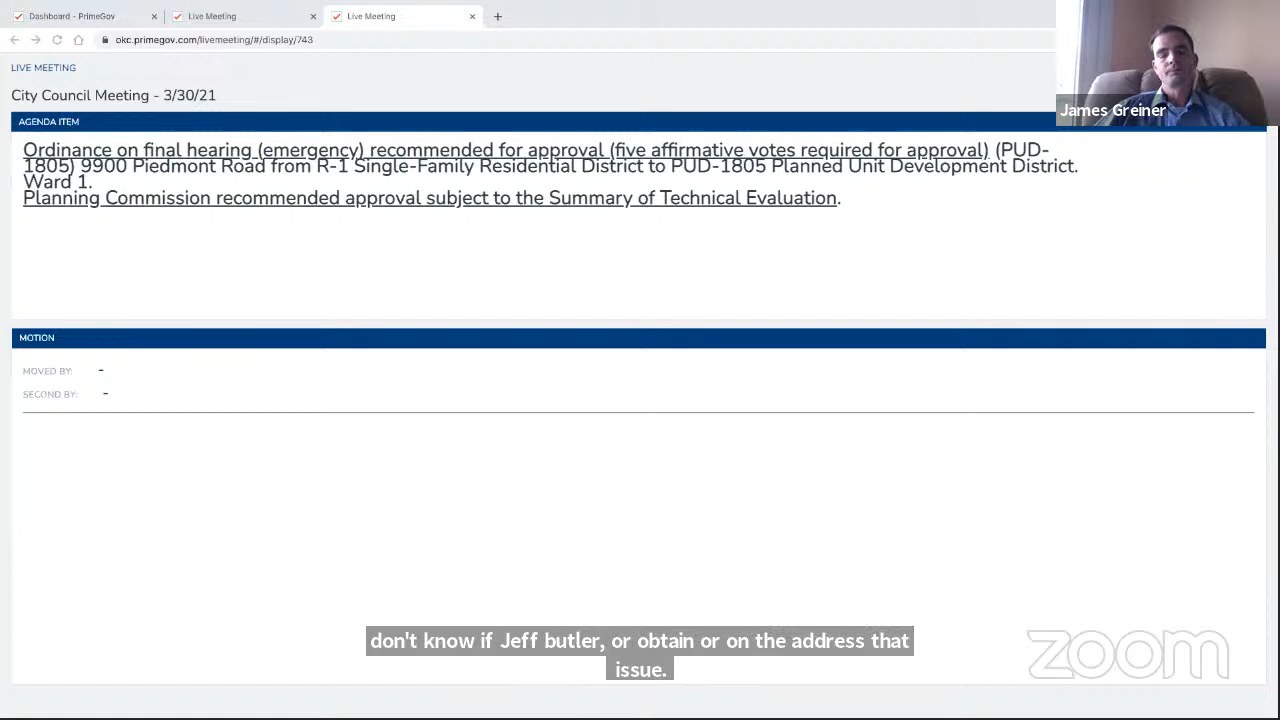 Dashboard - PrimeGov
Live Meeting
Live Meeting
okc.primegov.com/livemeeting/#/display/743
LIVE MEETING
City Council Meeting - 3/30/21
James Greiner
AGENDA ITEM
Ordinance on final hearing (emergency) recommended for approval (five affirmative votes required for approval) (PUD-
1805) 9900 Piedmont Road from R-1 Single-Family Residential District to PUD-1805 Planned Unit Development District.
Ward 1.
Planning Commission recommended approval subject to the Summary of Technical Evaluation.
MOTION
MOVED BY: -
SECOND BY: -
don't know if Jeff butler, or obtain or on the address that
issue.
zoom